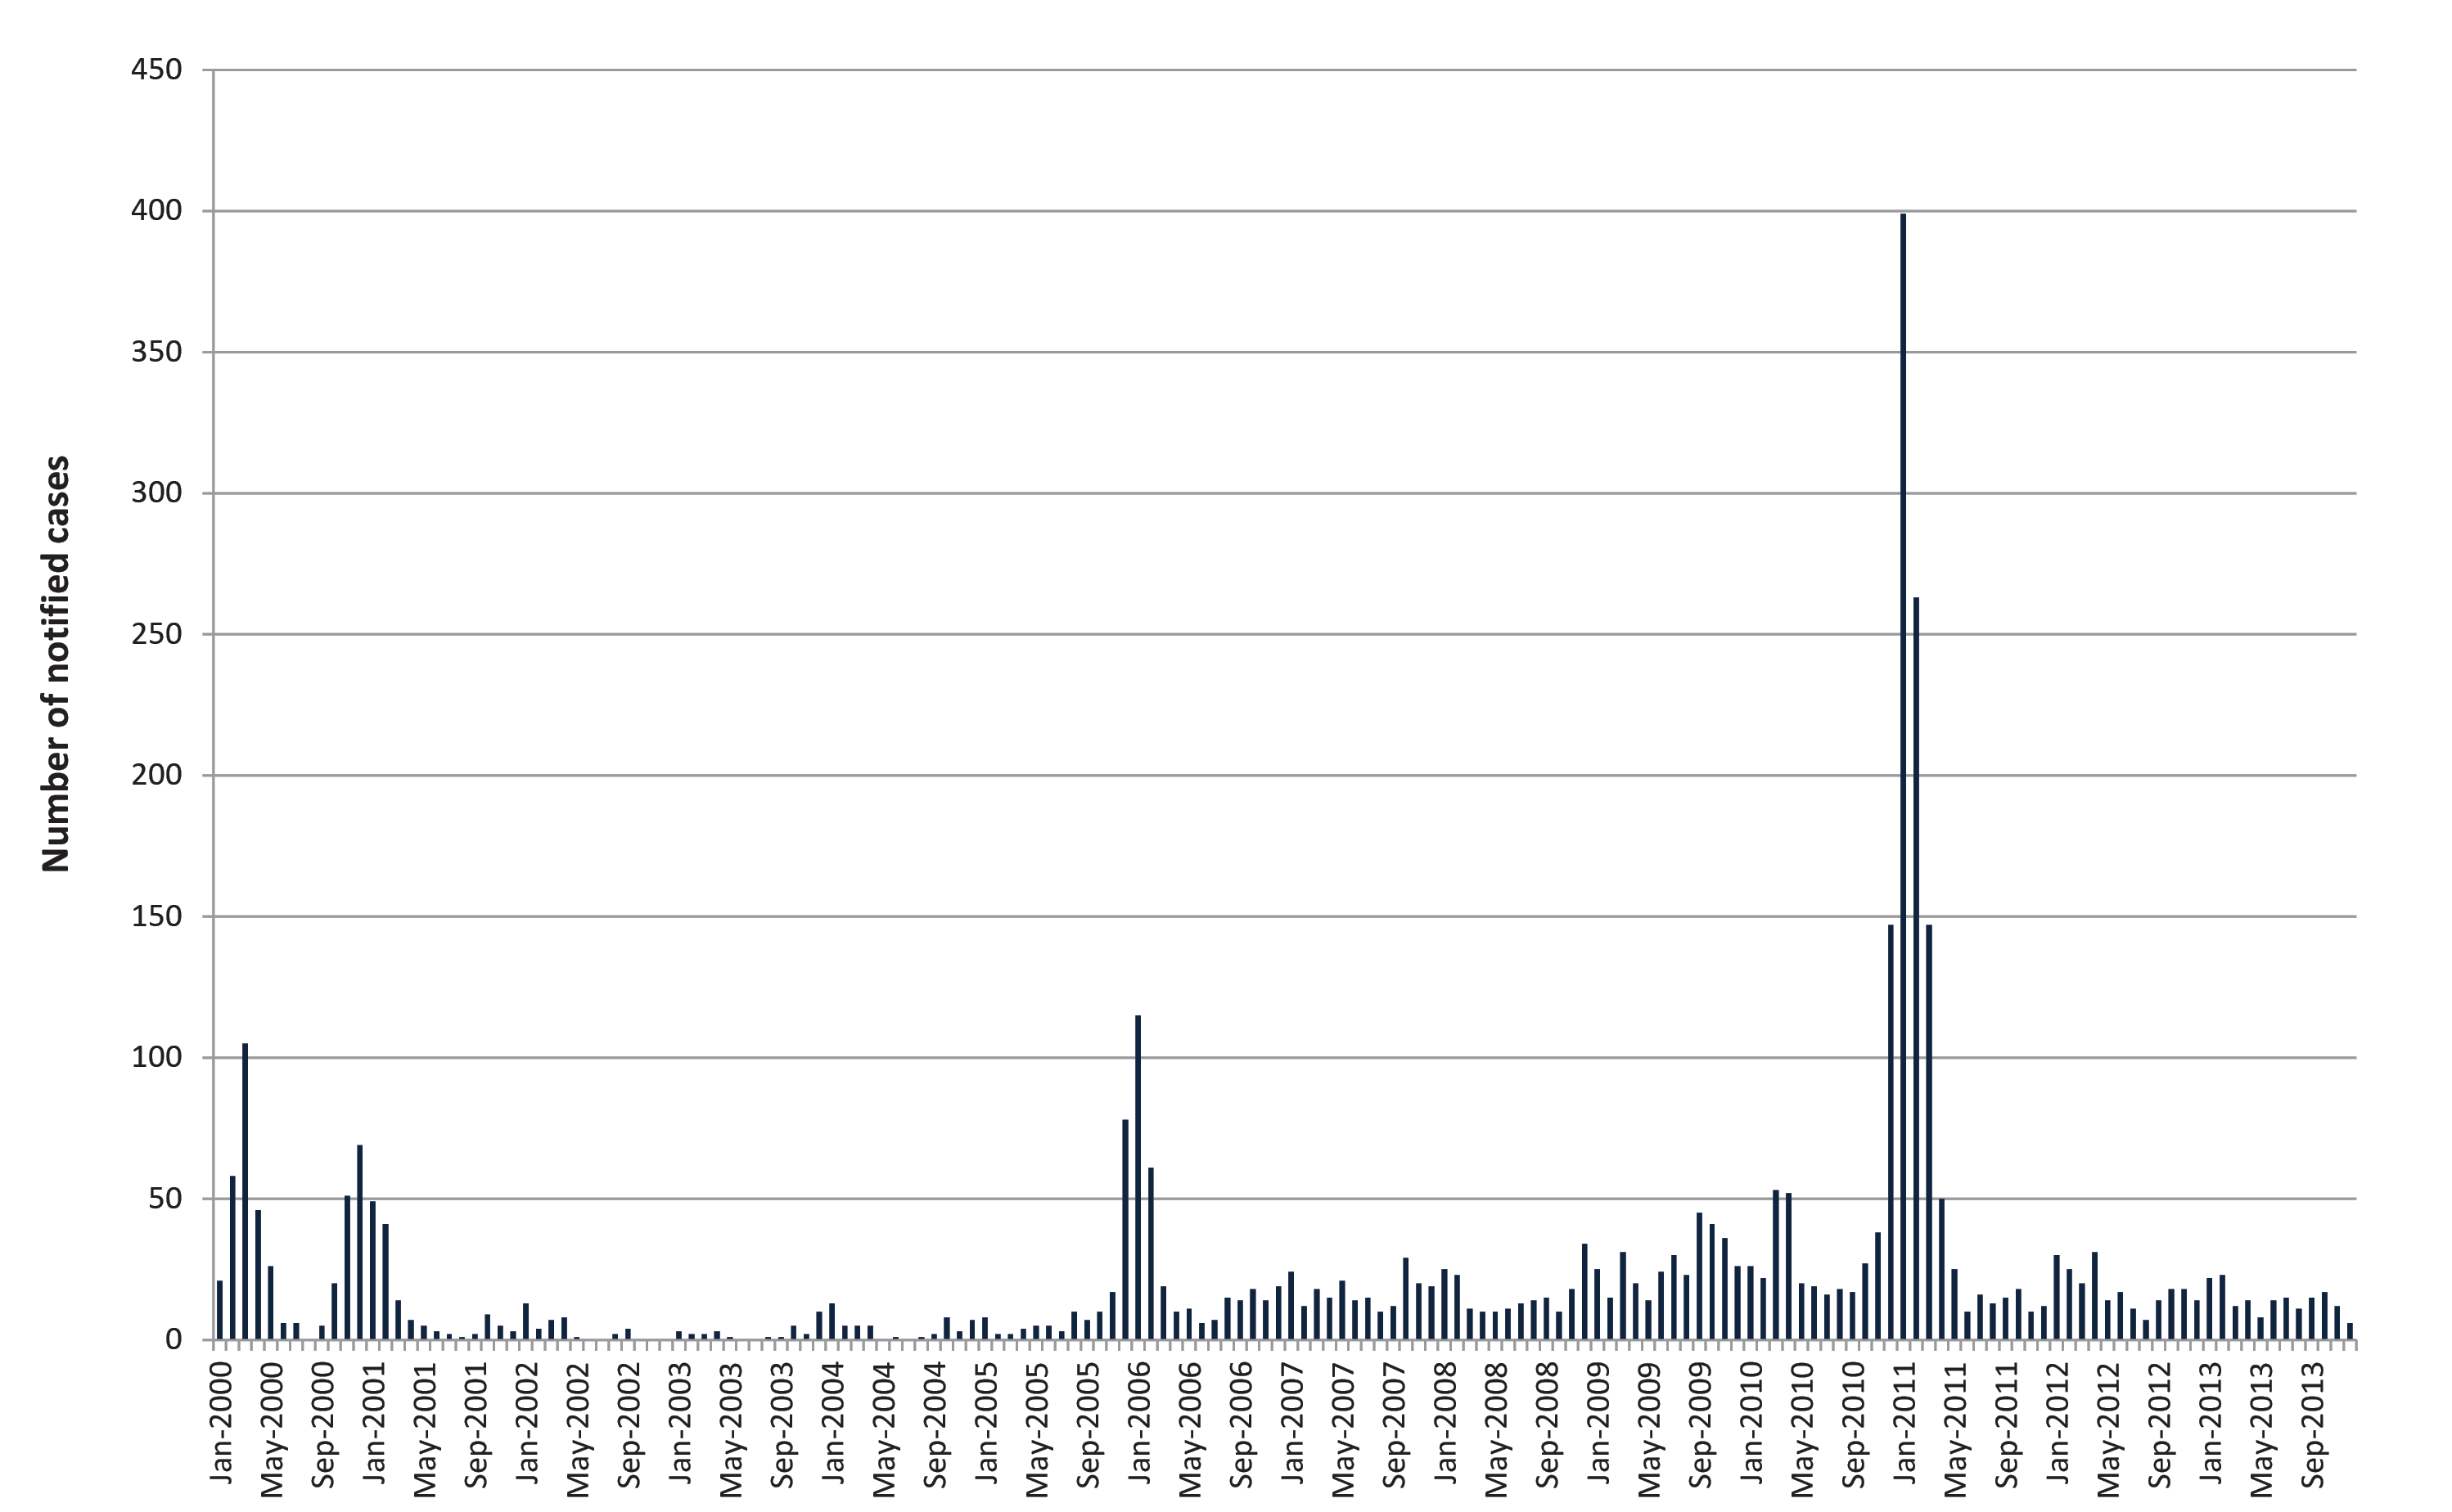 450
400
350
300
250
200
150
100
50
0
Number of notified cases
Jan-2000
May-2000
Sep-2000
Jan-2001
May-2001
Sep-2001
Jan-2002
May-2002
Sep-2002
Jan-2003
May-2003
Sep-2003
Jan-2004
May-2004
Sep-2004
Jan-2005
May-2005
Sep-2005
Jan-2006
May-2006
Sep-2006
Jan-2007
May-2007
Sep-2007
Jan-2008
May-2008
Sep-2008
Jan-2009
May-2009
Sep-2009
Jan-2010
May-2010
Sep-2010
Jan-2011
May-2011
Sep-2011
Jan-2012
May-2012
Sep-2012
Jan-2013
May-2013
Sep-2013